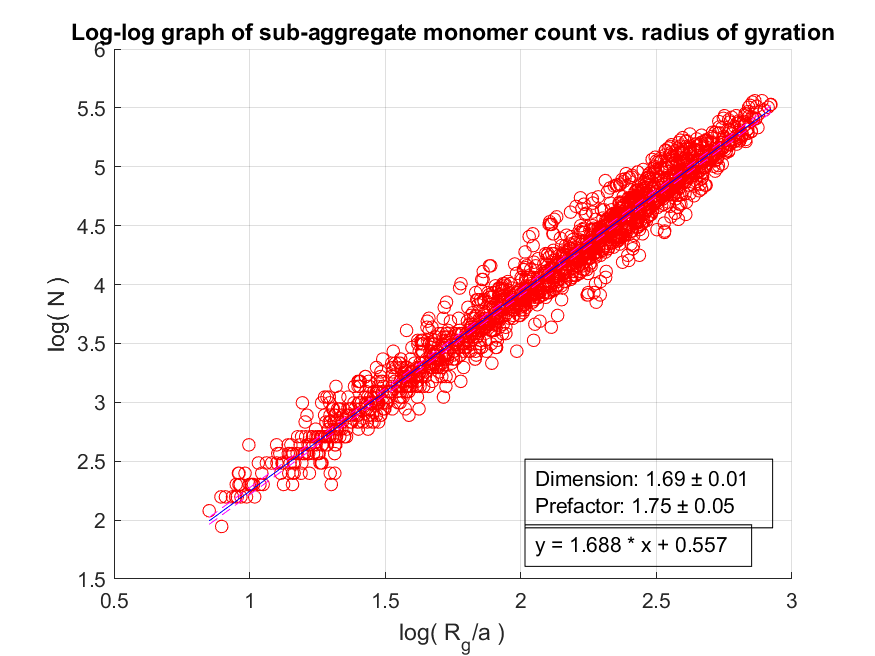 Log-log graph of sub-aggregate monomer count vs. radius of gyration
6
5.5
5
4.5
4
3.5
3
2.5
2
1.5
log( N )
Dimension: 1.69 ± 0.01
Prefactor: 1.75 ± 0.05
y = 1.688 * x + 0.557
0.5 1 1.5 2 2.5 3
log( R_g/a )